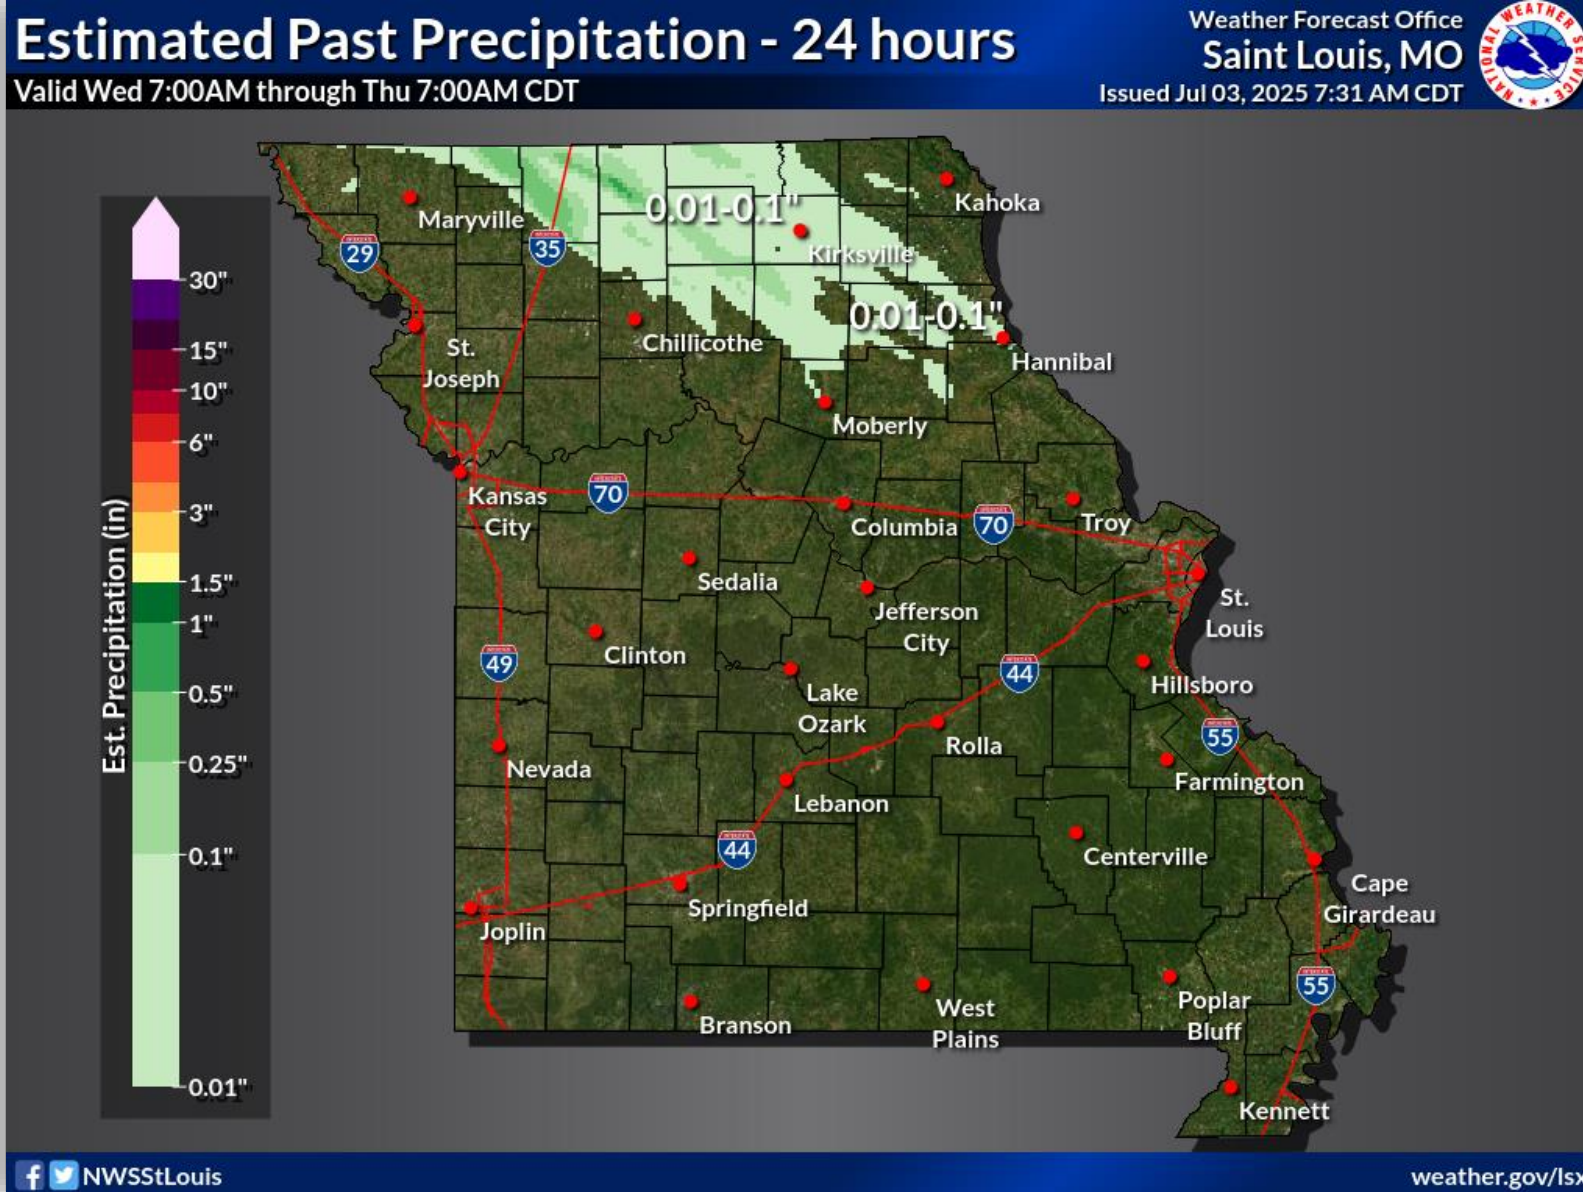 Estimated Past Precipitation - 24 hours
Valid Wed 7:00AM through Thu 7:00AM CDT
Weather Forecast Office
Saint Louis, MO
Issued Jul 03, 2025 7:31 AM CDT
NATIONAL WEATHER SERVICE
Est. Precipitation (in)
30"
15"
10"
6"
3"
1.5"
1"
0.5"
0.25"
0.1"
0.01"
Maryville
Kahoka
0.01-0.1"
Kirksville
29
35
0.01-0.1"
Chillicothe
St.
Joseph
Hannibal
Moberly
Kansas
City
70
Columbia
70
Troy
Sedalia
Jefferson
City
St.
Louis
Clinton
49
Lake
Ozark
44
Hillsboro
Rolla
55
Nevada
Farmington
Lebanon
44
Centerville
Springfield
Cape
Girardeau
Joplin
55
Branson
West
Plains
Poplar
Bluff
Kennett
NWSStLouis
weather.gov/lsx